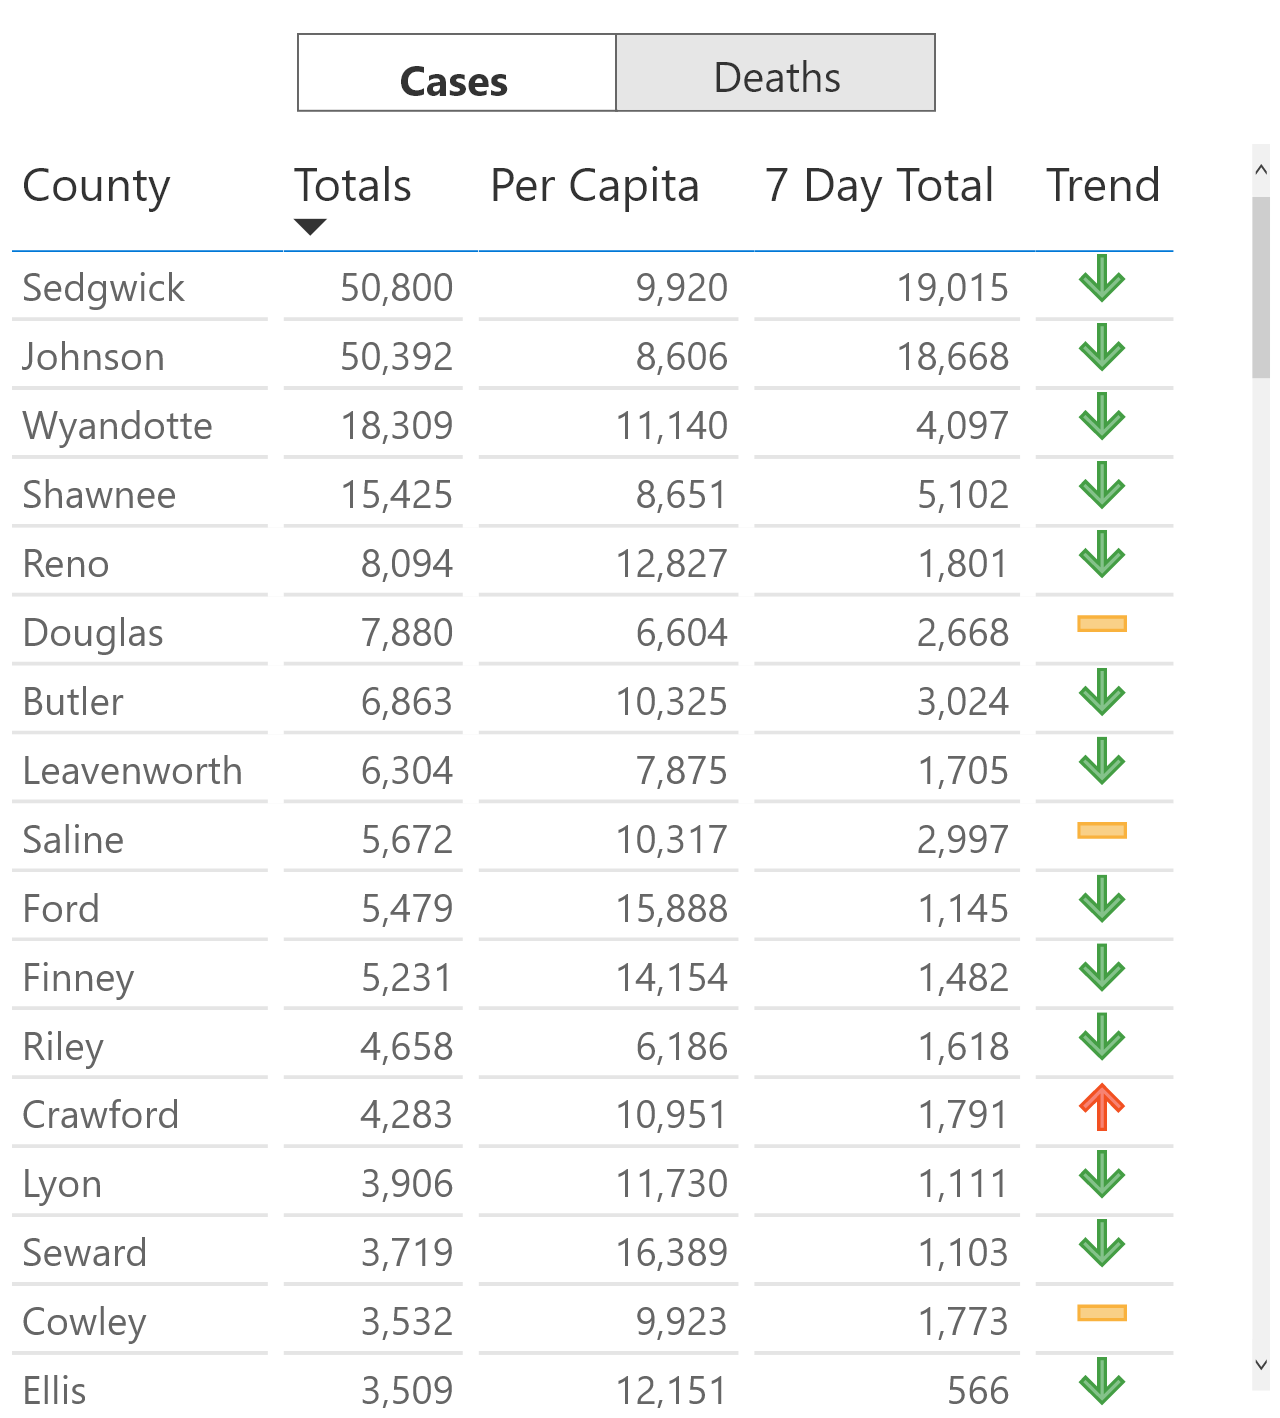 Cases Deaths
County Totals Per Capita 7 Day Total Trend
Sedgwick 50,800 9,920 19,015
Johnson 50,392 8,606 18,668
Wyandotte 18,309 11,140 4,097
Shawnee 15,425 8,651 5,102
Reno 8,094 12,827 1,801
Douglas 7,880 6,604 2,668
Butler 6,863 10,325 3,024
Leavenworth 6,304 7,875 1,705
Saline 5,672 10,317 2,997
Ford 5,479 15,888 1,145
Finney 5,231 14,154 1,482
Riley 4,658 6,186 1,618
Crawford 4,283 10,951 1,791
Lyon 3,906 11,730 1,111
Seward 3,719 16,389 1,103
Cowley 3,532 9,923 1,773
Ellis 3,509 12,151 566